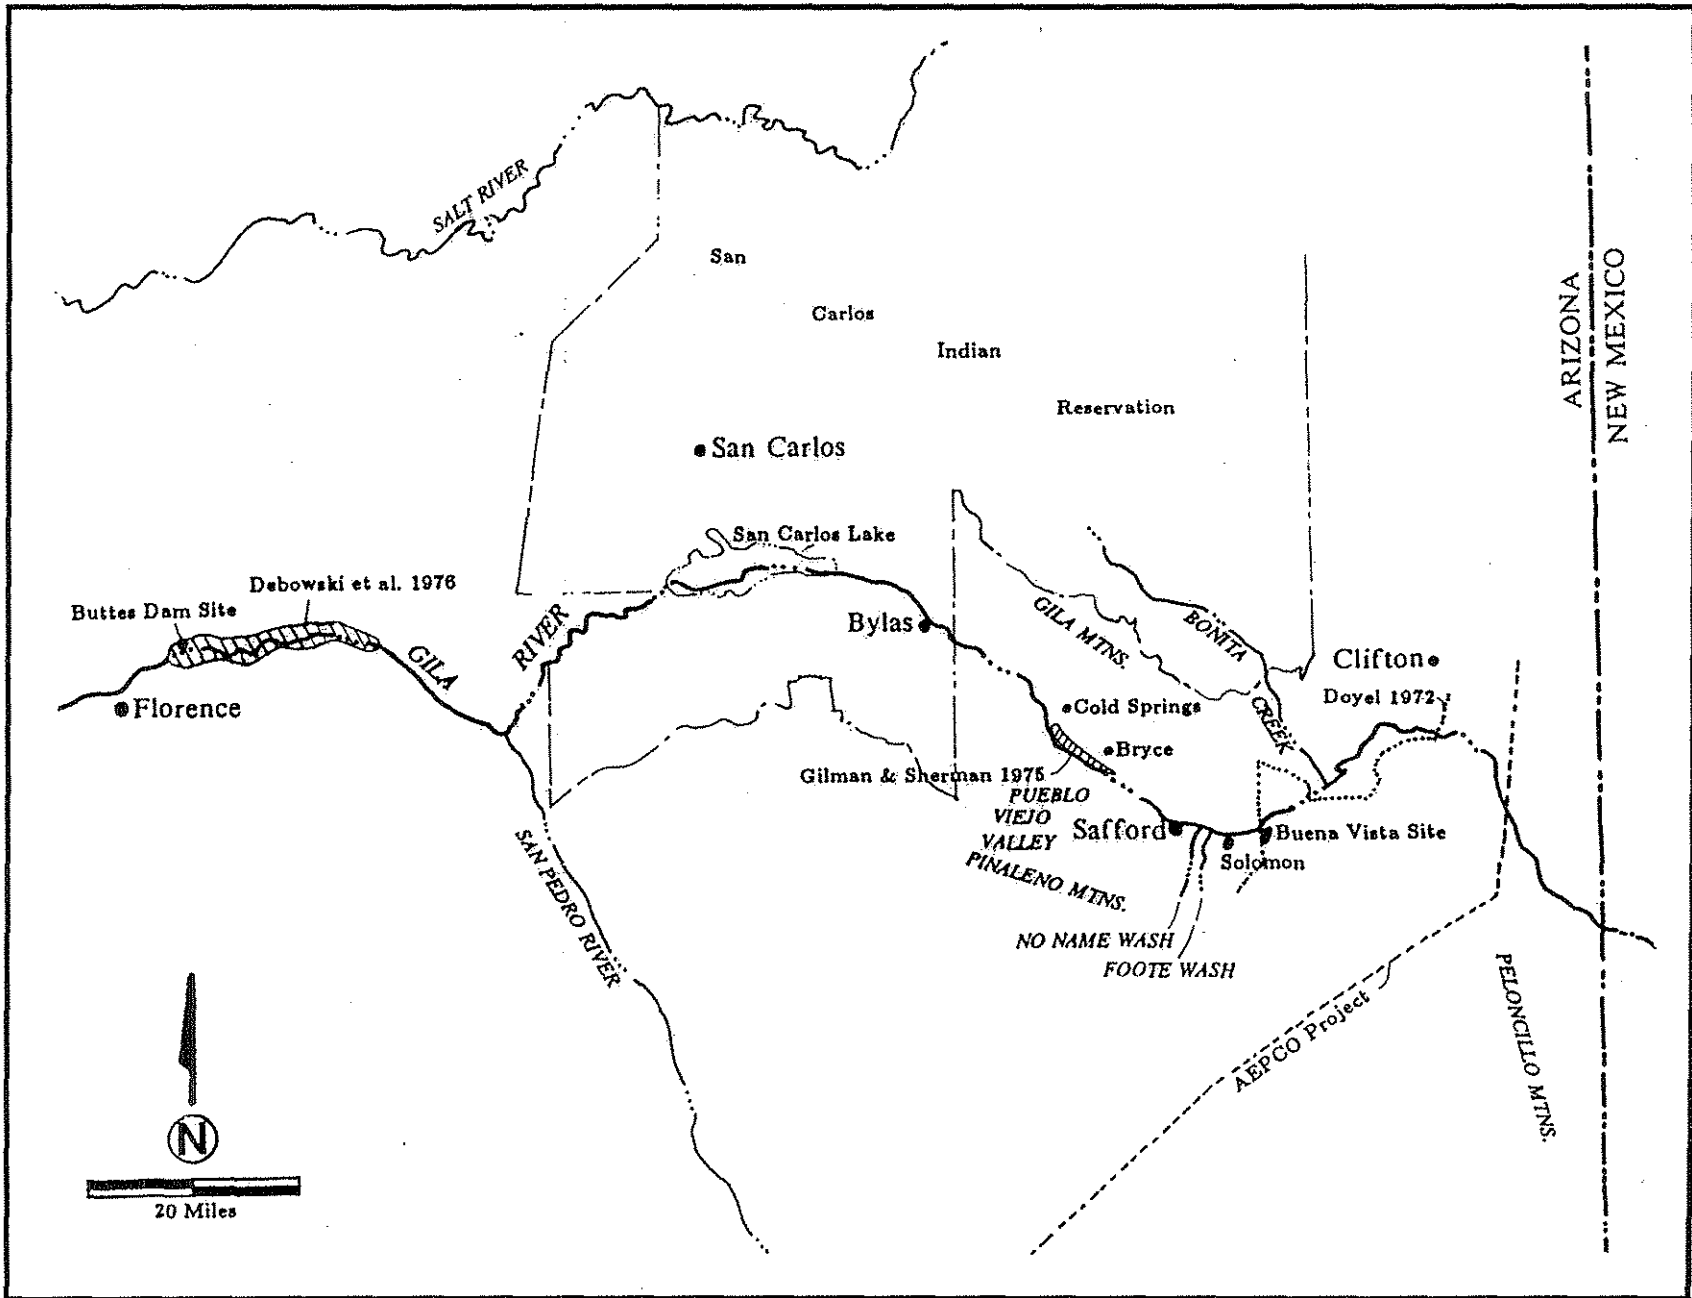 SALT RIVER
San
Carlos
Indian
Reservation
ARIZONA
NEW MEXICO
San Carlos
San Carlos Lake
Debowski et al. 1976
Buttes Dam Site
GILA
RIVER
Florence
Bylas
GILA MTNS.
BONITA
CREEK
Clifton
Doyel 1972
Cold Springs
Bryce
Gilman & Sherman 1975
PUEBLO
VIEJO
VALLEY
Safford
Buena Vista Site
Solomon
PINALENO MTNS.
SAN PEDRO RIVER
NO NAME WASH
FOOTE WASH
AEPCO Project
PELONCILLO MTNS.
N
20 Miles